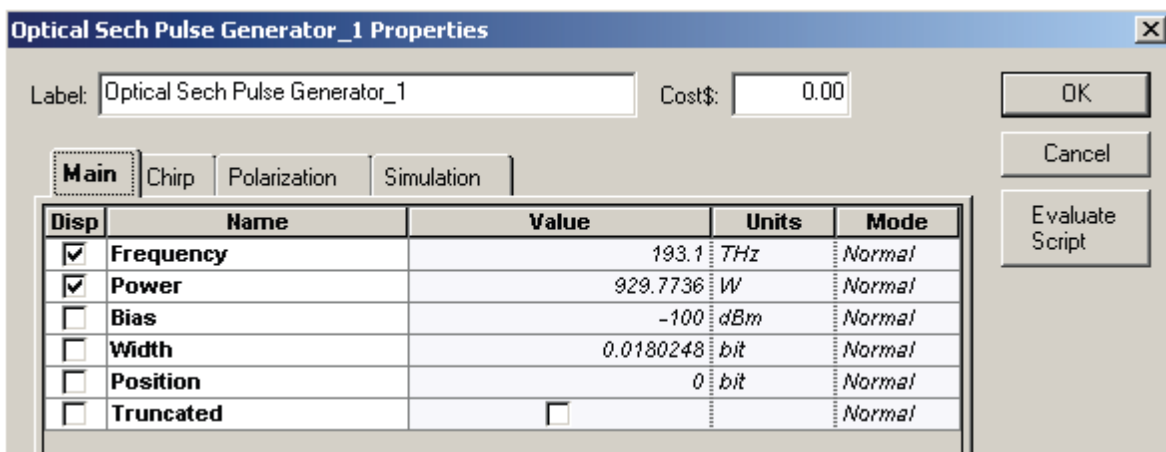 Optical Sech Pulse Generator_1 Properties
Label: Optical Sech Pulse Generator_1 Cost$: 0.00 OK
Cancel
Main Chirp Polarization Simulation
Evaluate Script
Disp Name Value Units Mode
Frequency 193.1 THz Normal
Power 929.7736 W Normal
Bias -100 dBm Normal
Width 0.0180248 bit Normal
Position 0 bit Normal
Truncated Normal